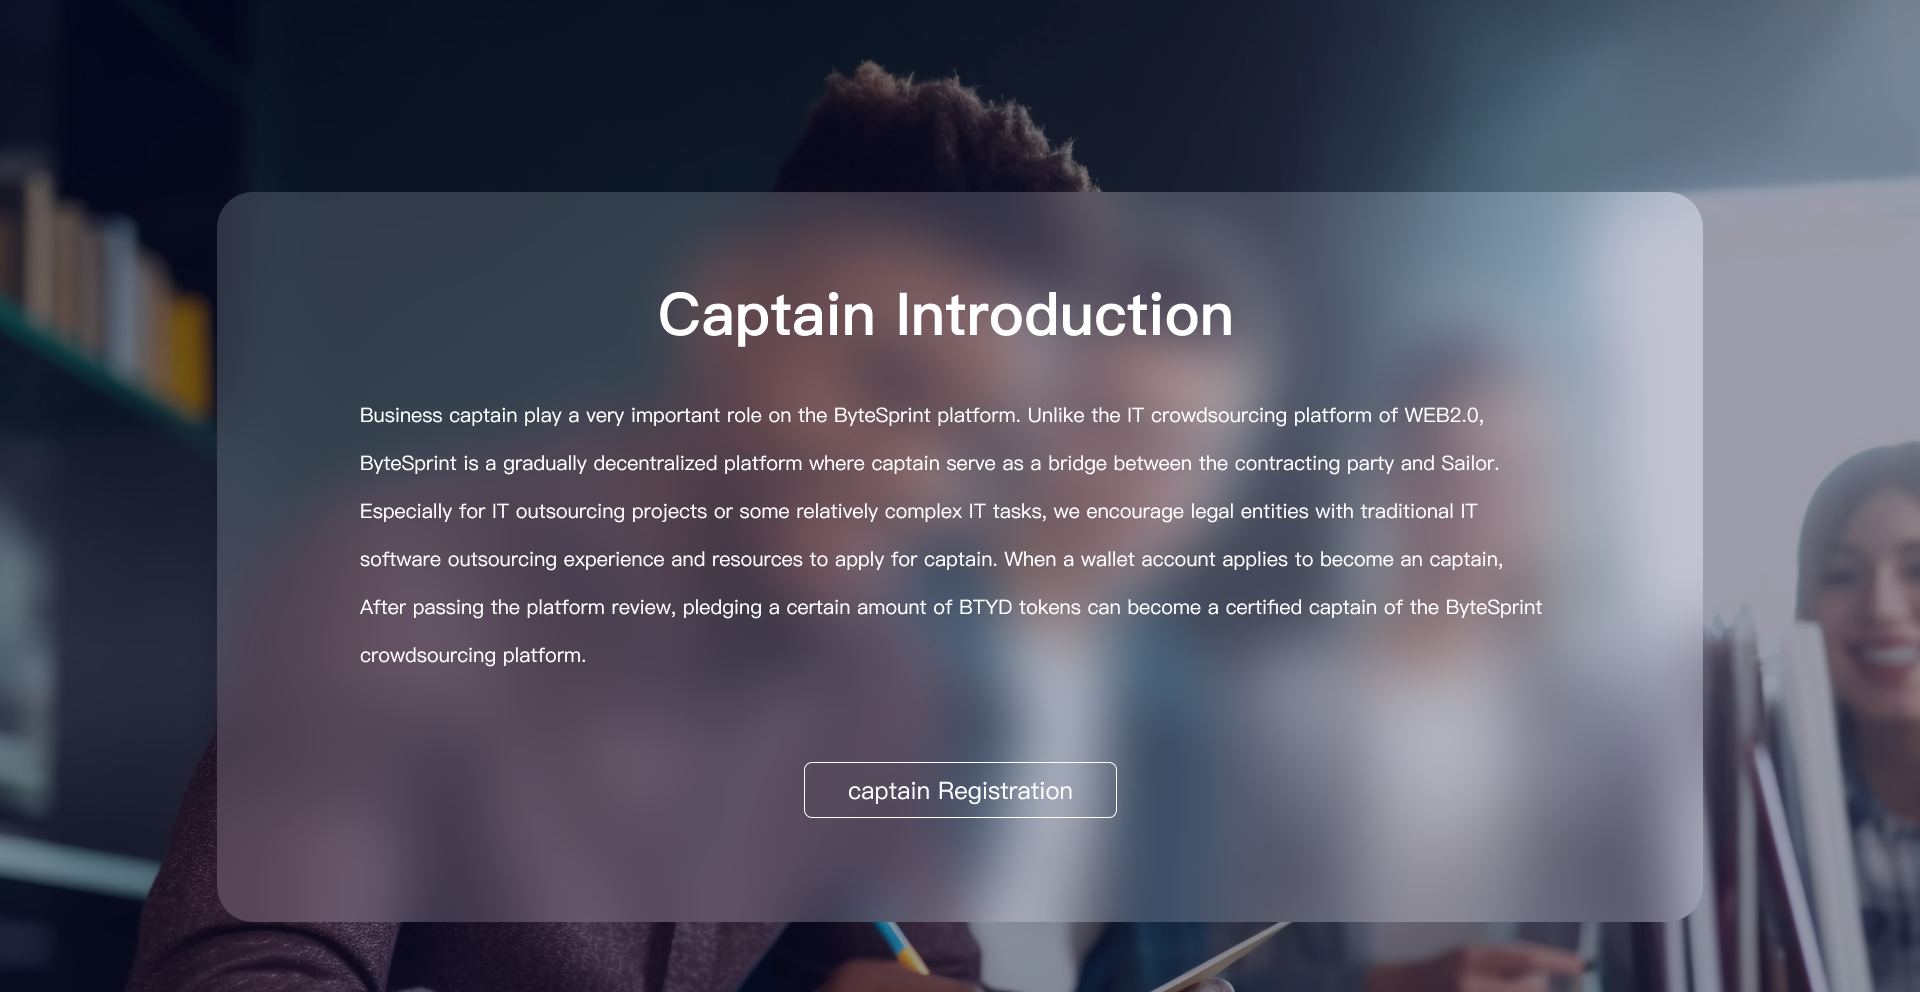 Captain Introduction
Business captain play a very important role on the ByteSprint platform. Unlike the IT crowdsourcing platform of WEB2.0,
ByteSprint is a gradually decentralized platform where captain serve as a bridge between the contracting party and Sailor.
Especially for IT outsourcing projects or some relatively complex IT tasks, we encourage legal entities with traditional IT
software outsourcing experience and resources to apply for captain. When a wallet account applies to become an captain,
After passing the platform review, pledging a certain amount of BTYD tokens can become a certified captain of the ByteSprint
crowdsourcing platform.
captain Registration